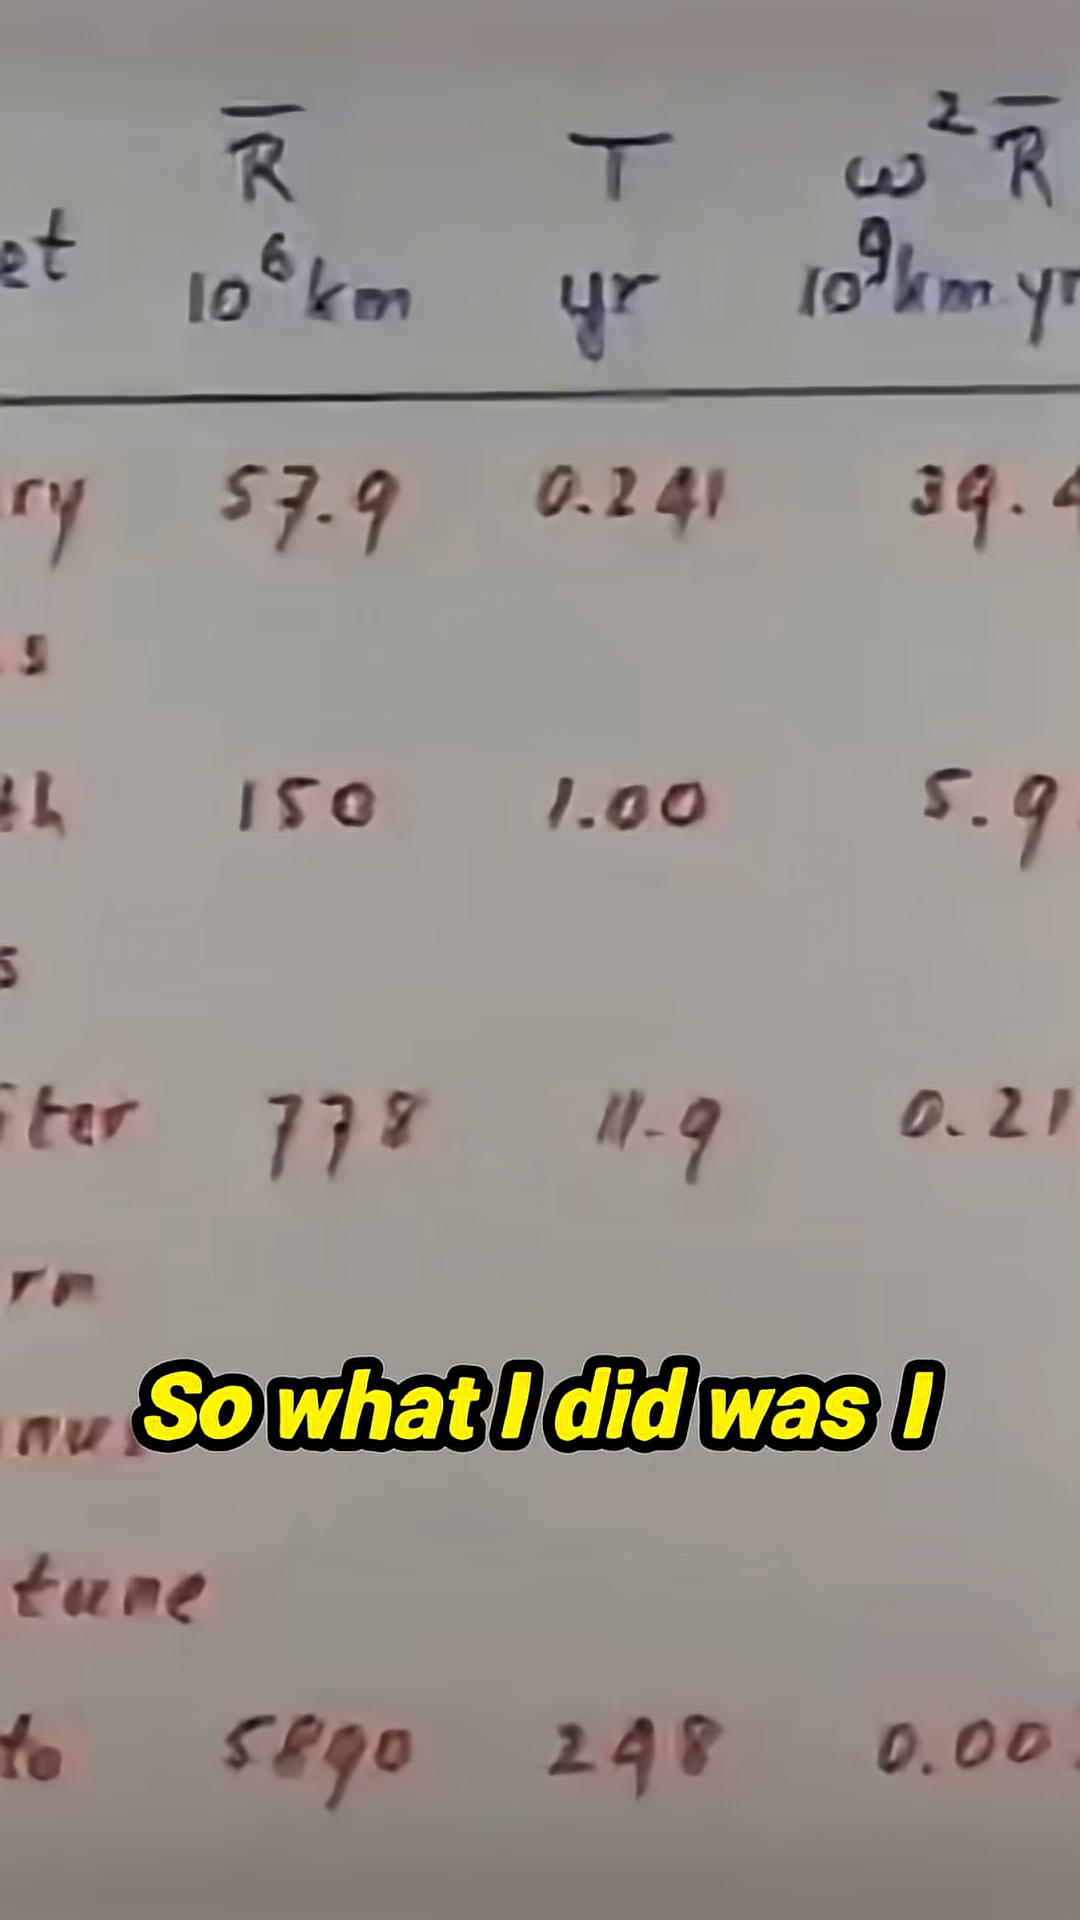 R̅ T ω²R̅
et 10⁶km yr 10⁹km yr
ry 57.9 0.241 39.4
s
th 150 1.00 5.9
s
iter 778 11.9 0.21
rn
So what I did was I
nus
tune
to 5890 248 0.00